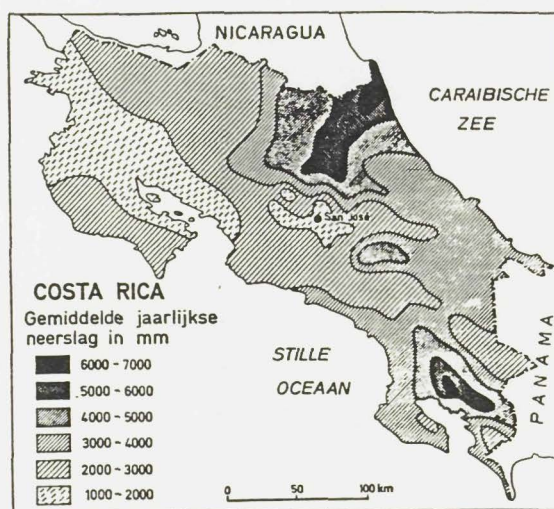 NICARAGUA
CARAIBISCHE
ZEE
San José
COSTA RICA
Gemiddelde jaarlijkse
neerslag in mm
6000-7000
5000-6000
4000-5000
3000-4000
2000-3000
1000-2000
STILLE
OCEAAN
PANAMA
0 50 100 km